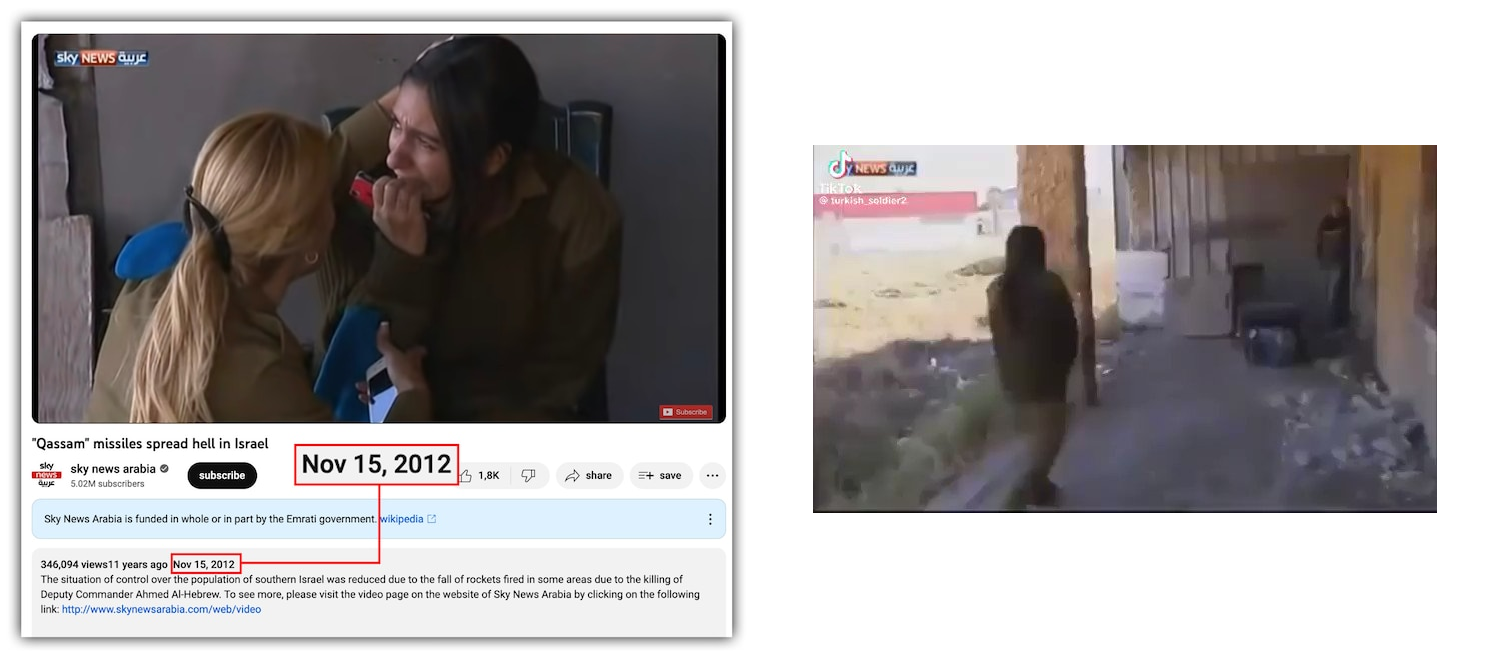 sky NEWS عربية
Subscribe
"Qassam" missiles spread hell in Israel
Nov 15, 2012
sky
news
عربية
sky news arabia
5.02M subscribers
subscribe
1,8K
share
save
Sky News Arabia is funded in whole or in part by the Emrati government. wikipedia
346,094 views11 years ago Nov 15, 2012
The situation of control over the population of southern Israel was reduced due to the fall of rockets fired in some areas due to the killing of
Deputy Commander Ahmed Al-Hebrew. To see more, please visit the video page on the website of Sky News Arabia by clicking on the following
link: http://www.skynewsarabia.com/web/video
y NEWS عربية
TikTok
@ turkish_soldier2